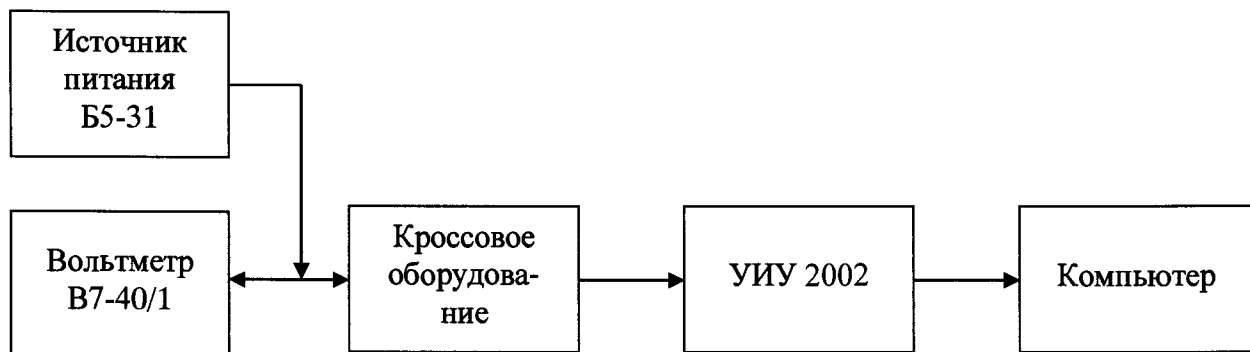 Источник
питания
Б5-31
Вольтметр
В7-40/1
Кроссовое
оборудова-
ние
УИУ 2002
Компьютер